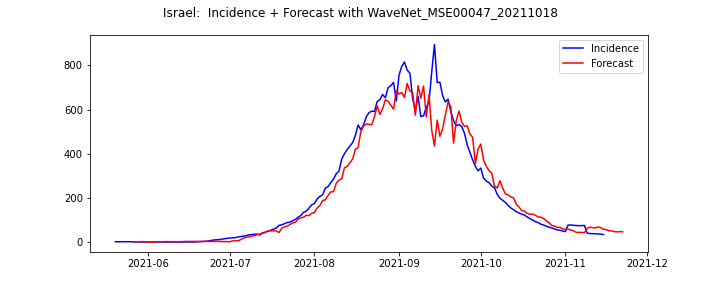 Israel:  Incidence + Forecast with WaveNet_MSE00047_20211018
Incidence
Forecast
800
600
400
200
0
2021-06 2021-07 2021-08 2021-09 2021-10 2021-11 2021-12